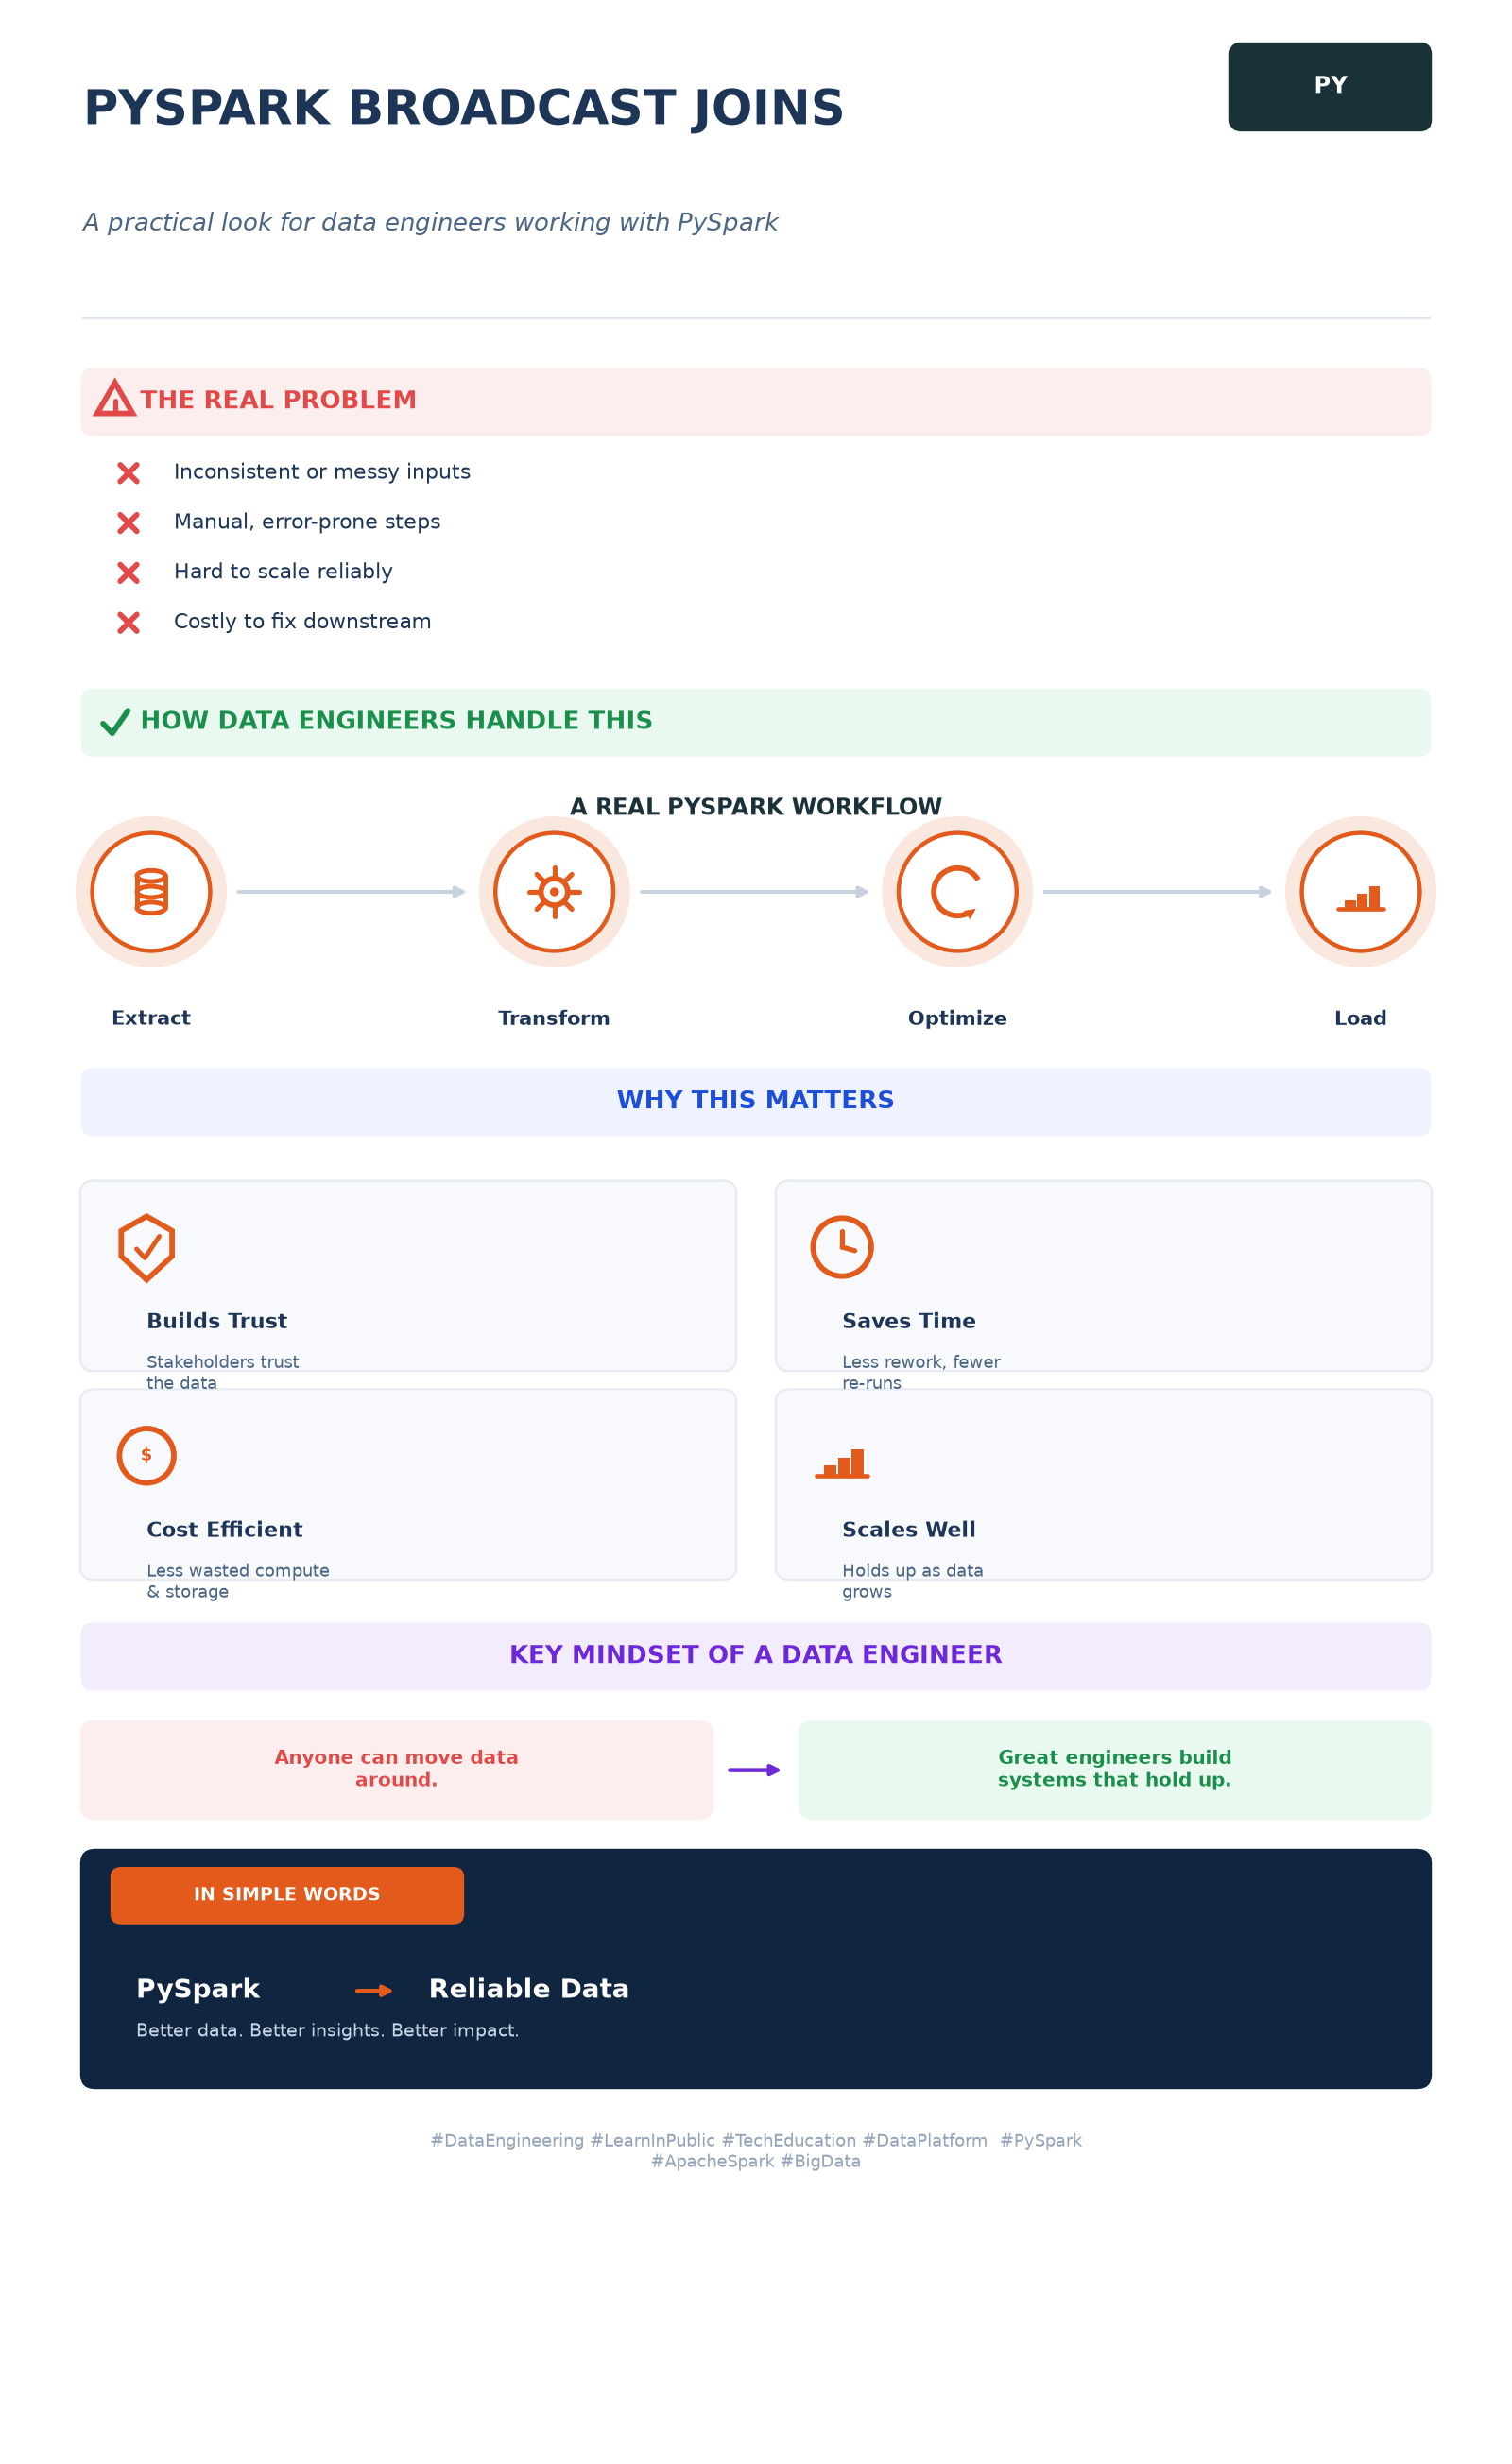 PYSPARK BROADCAST JOINS
PY
A practical look for data engineers working with PySpark
THE REAL PROBLEM
Inconsistent or messy inputs
Manual, error-prone steps
Hard to scale reliably
Costly to fix downstream
HOW DATA ENGINEERS HANDLE THIS
A REAL PYSPARK WORKFLOW
Extract
Transform
Optimize
Load
WHY THIS MATTERS
Builds Trust
Stakeholders trust
the data
Saves Time
Less rework, fewer
re-runs
$
Cost Efficient
Less wasted compute
& storage
Scales Well
Holds up as data
grows
KEY MINDSET OF A DATA ENGINEER
Anyone can move data
around.
Great engineers build
systems that hold up.
IN SIMPLE WORDS
PySpark
Reliable Data
Better data. Better insights. Better impact.
#DataEngineering #LearnInPublic #TechEducation #DataPlatform  #PySpark
#ApacheSpark #BigData